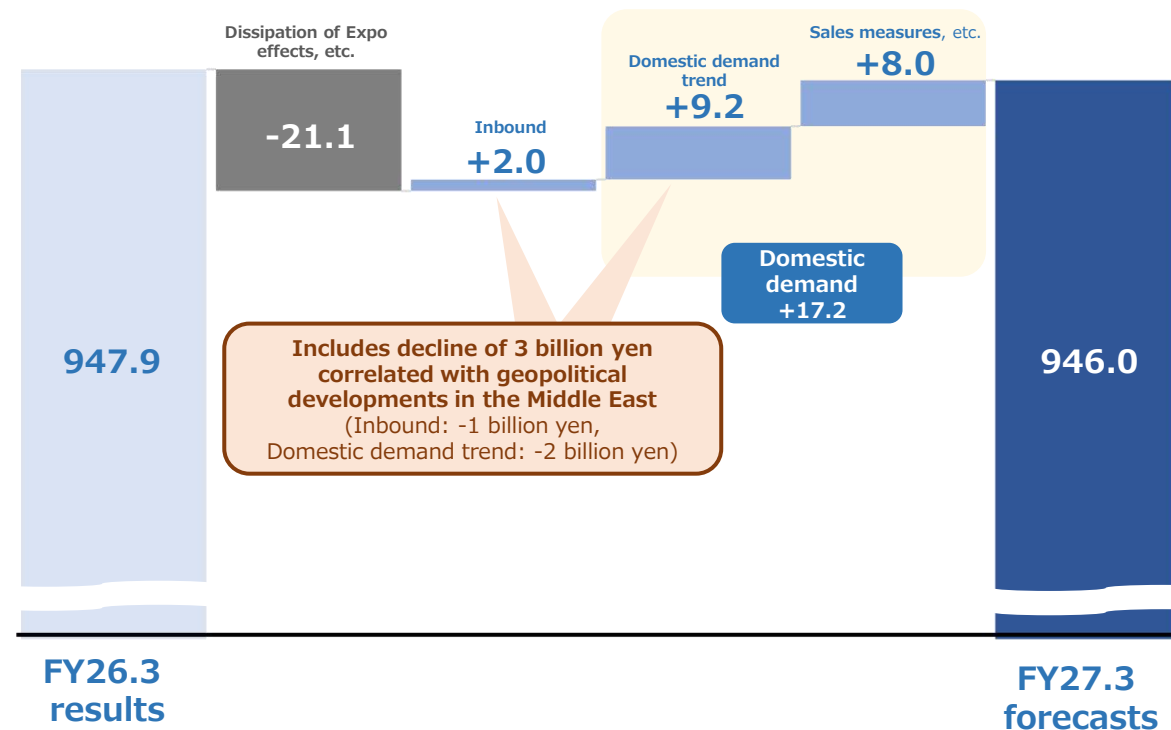 Dissipation of Expo
effects, etc.
-21.1
Inbound
+2.0
Domestic demand
trend
+9.2
Sales measures, etc.
+8.0
Domestic
demand
+17.2
947.9
Includes decline of 3 billion yen
correlated with geopolitical
developments in the Middle East
(Inbound: -1 billion yen,
Domestic demand trend: -2 billion yen)
946.0
FY26.3
results
FY27.3
forecasts